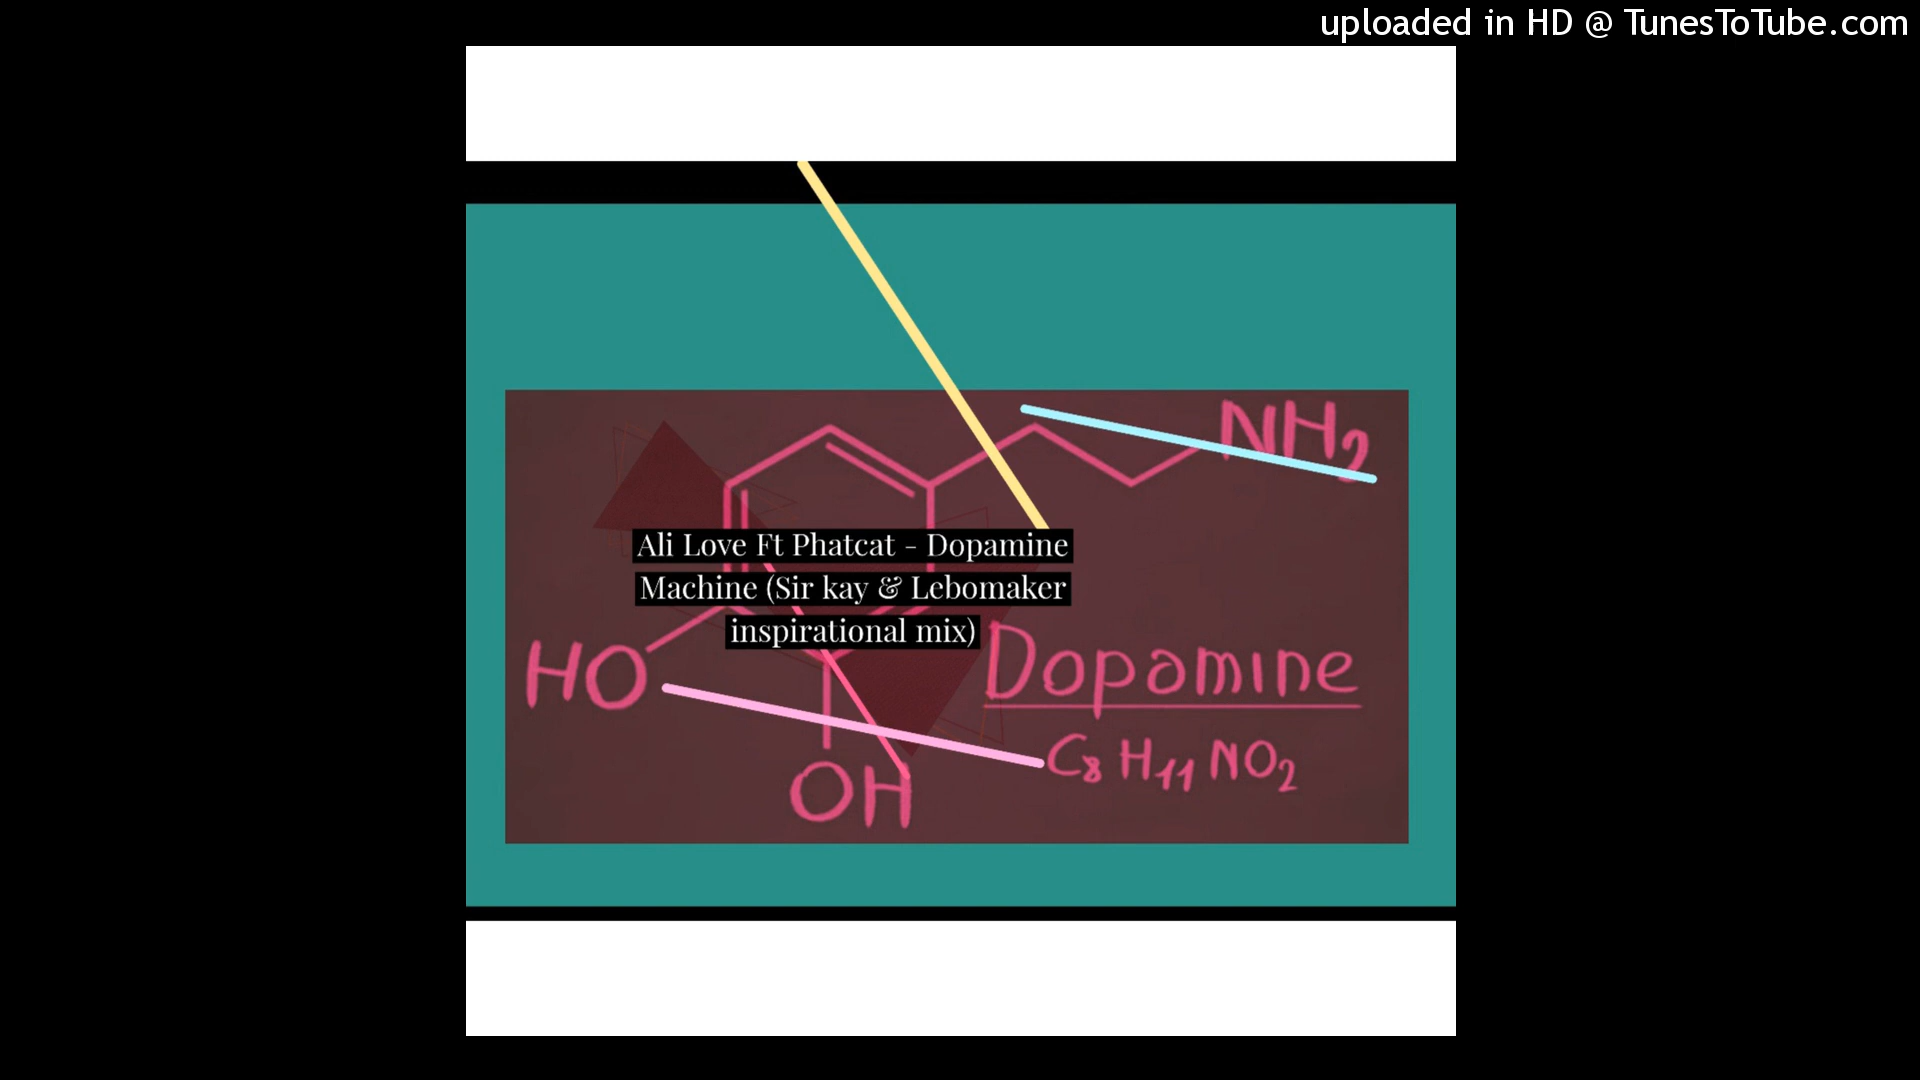 uploaded in HD @ TunesToTube.com
NH₂
Ali Love Ft Phatcat - Dopamine
Machine (Sir kay & Lebomaker
inspirational mix)
HO
Dopamine
C₈ H₁₁ NO₂
OH